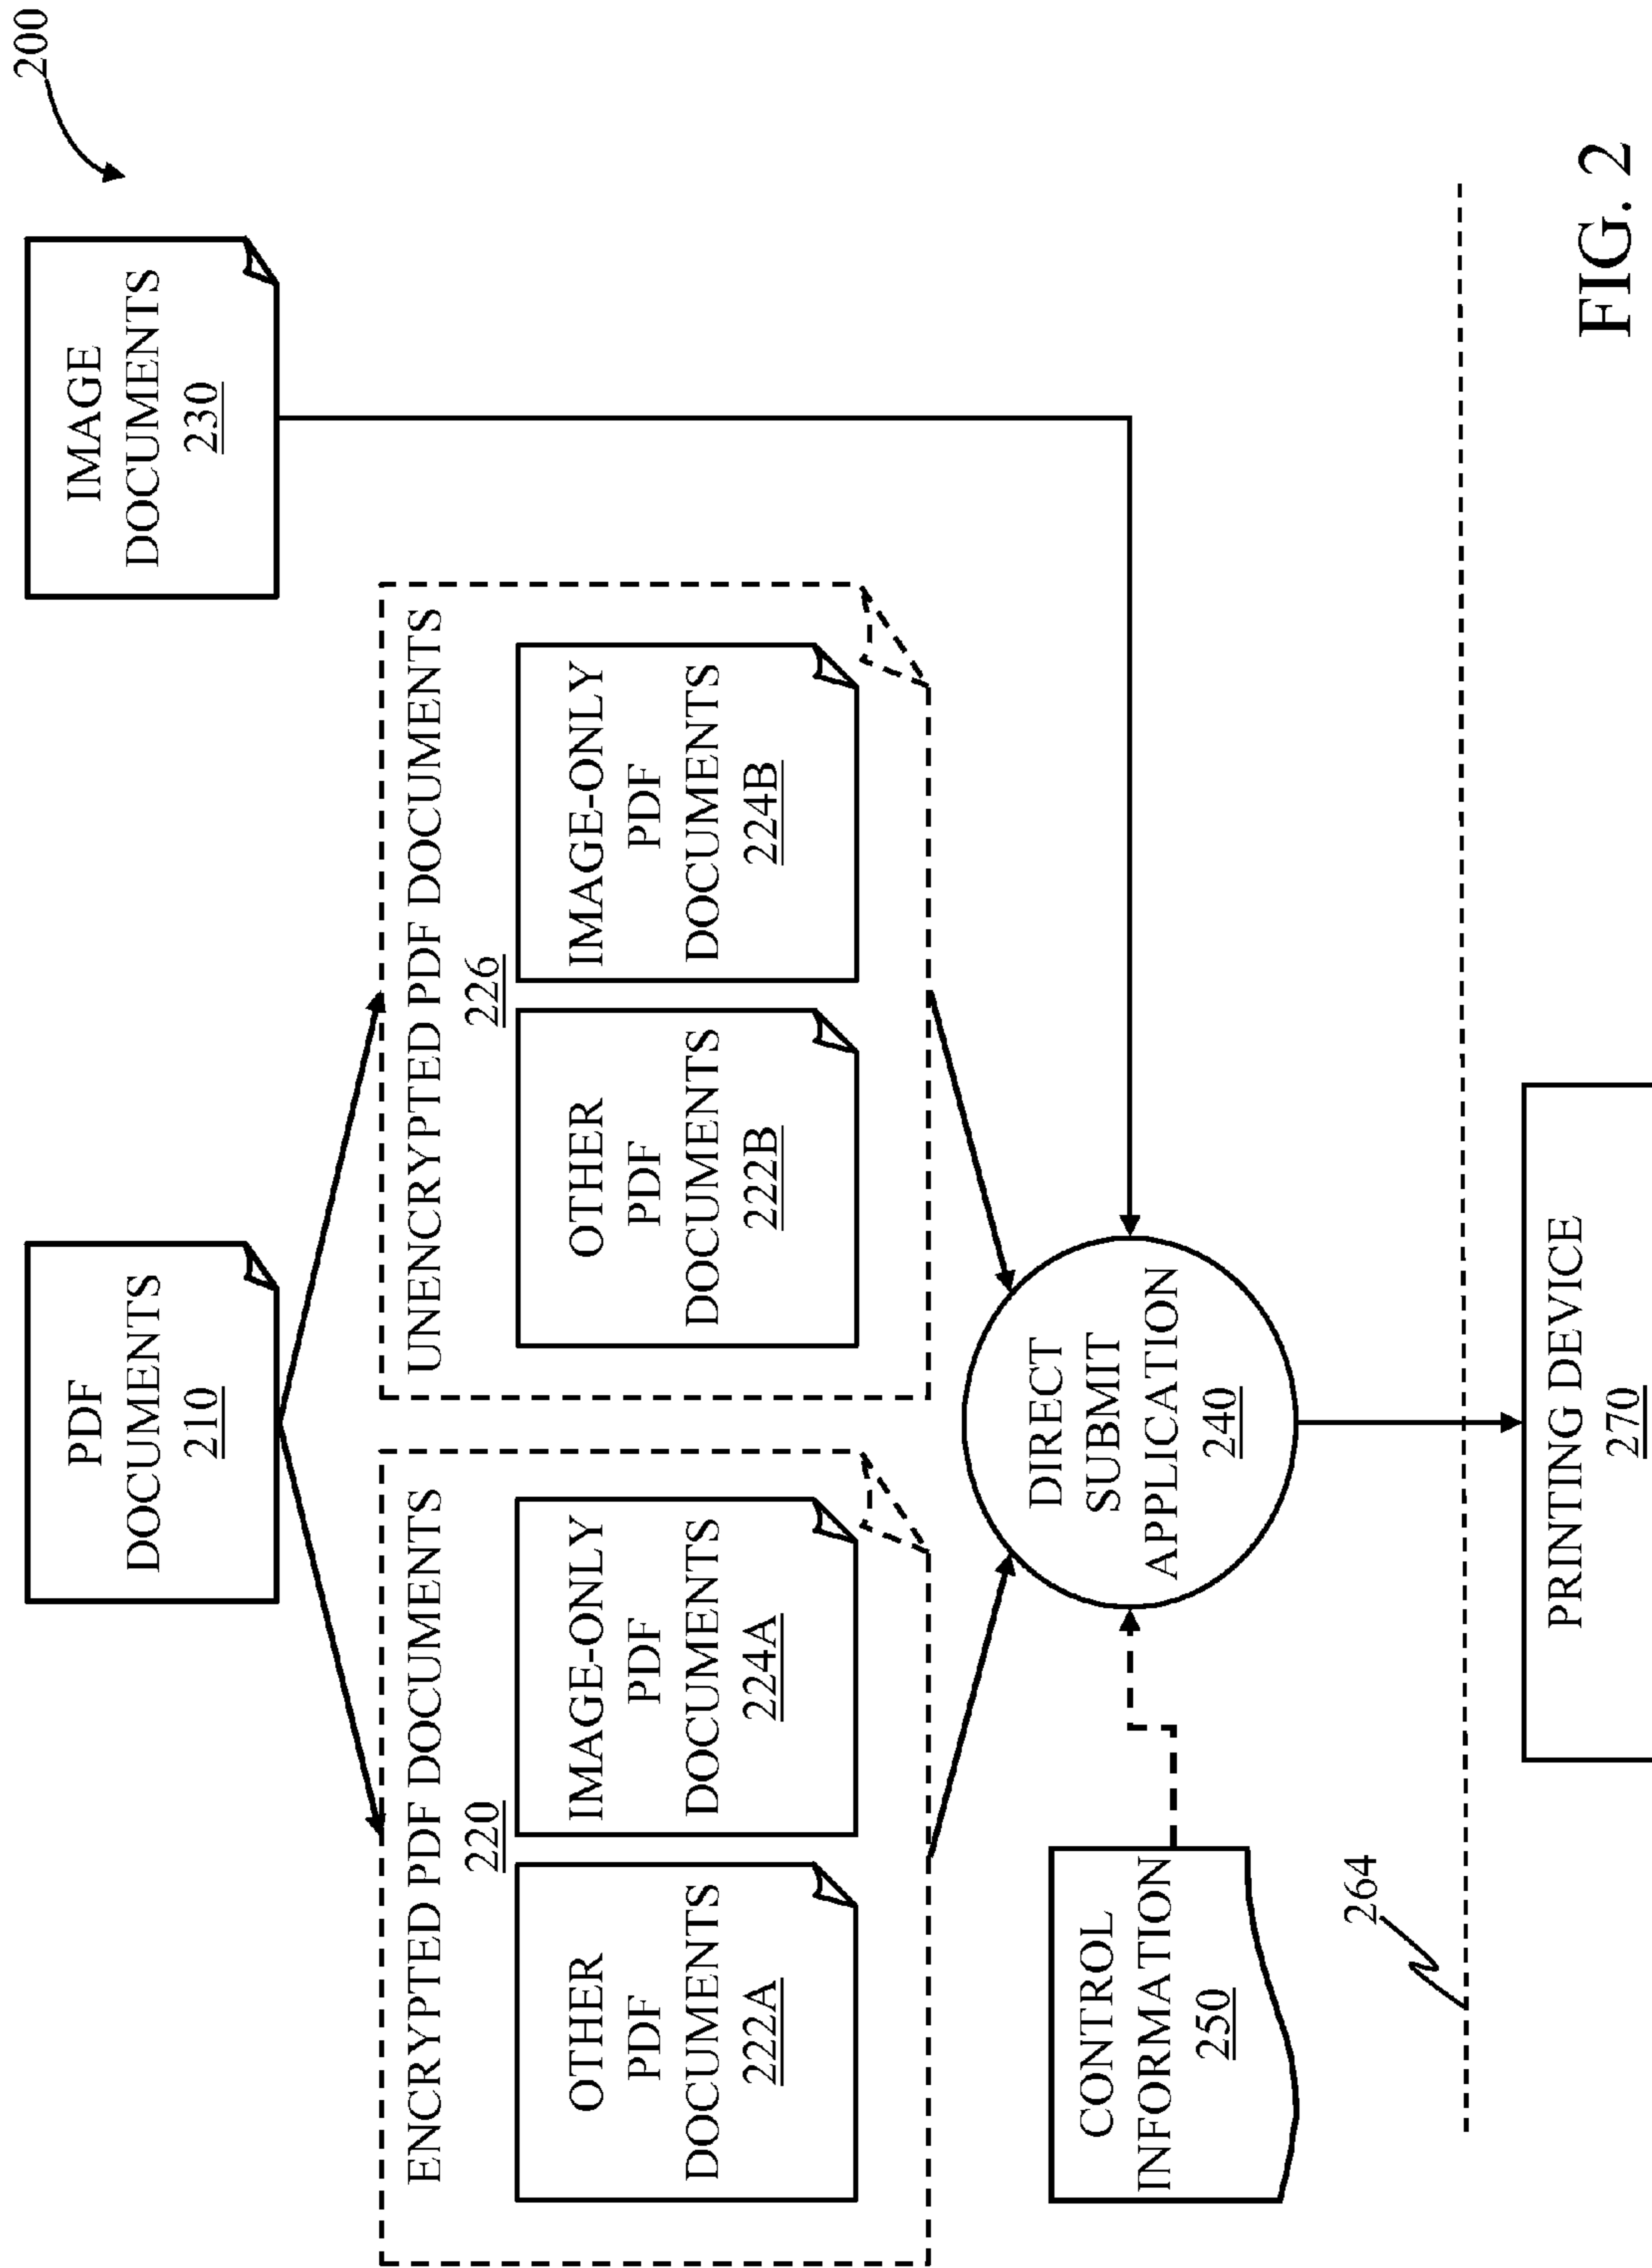 200
PDF
DOCUMENTS
210
IMAGE
DOCUMENTS
230
ENCRYPTED PDF DOCUMENTS
220
OTHER
PDF
DOCUMENTS
222A
IMAGE-ONLY
PDF
DOCUMENTS
224A
UNENCRYPTED PDF DOCUMENTS
226
OTHER
PDF
DOCUMENTS
222B
IMAGE-ONLY
PDF
DOCUMENTS
224B
CONTROL
INFORMATION
250
DIRECT
SUBMIT
APPLICATION
240
264
PRINTING DEVICE
270
FIG. 2